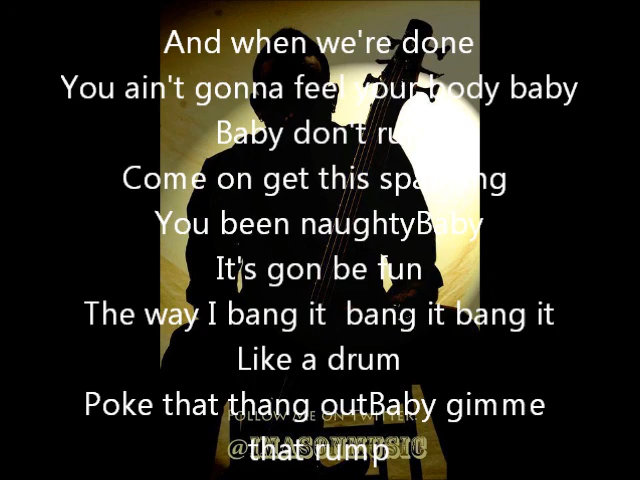 And when we're done
You ain't gonna feel your body baby
Baby don't run
Come on get this spanking
You been naughtyBaby
It's gon be fun
The way I bang it bang it bang it
Like a drum
Poke that thang outBaby gimme
FOLLOW ME ON TWITTER:
that rump